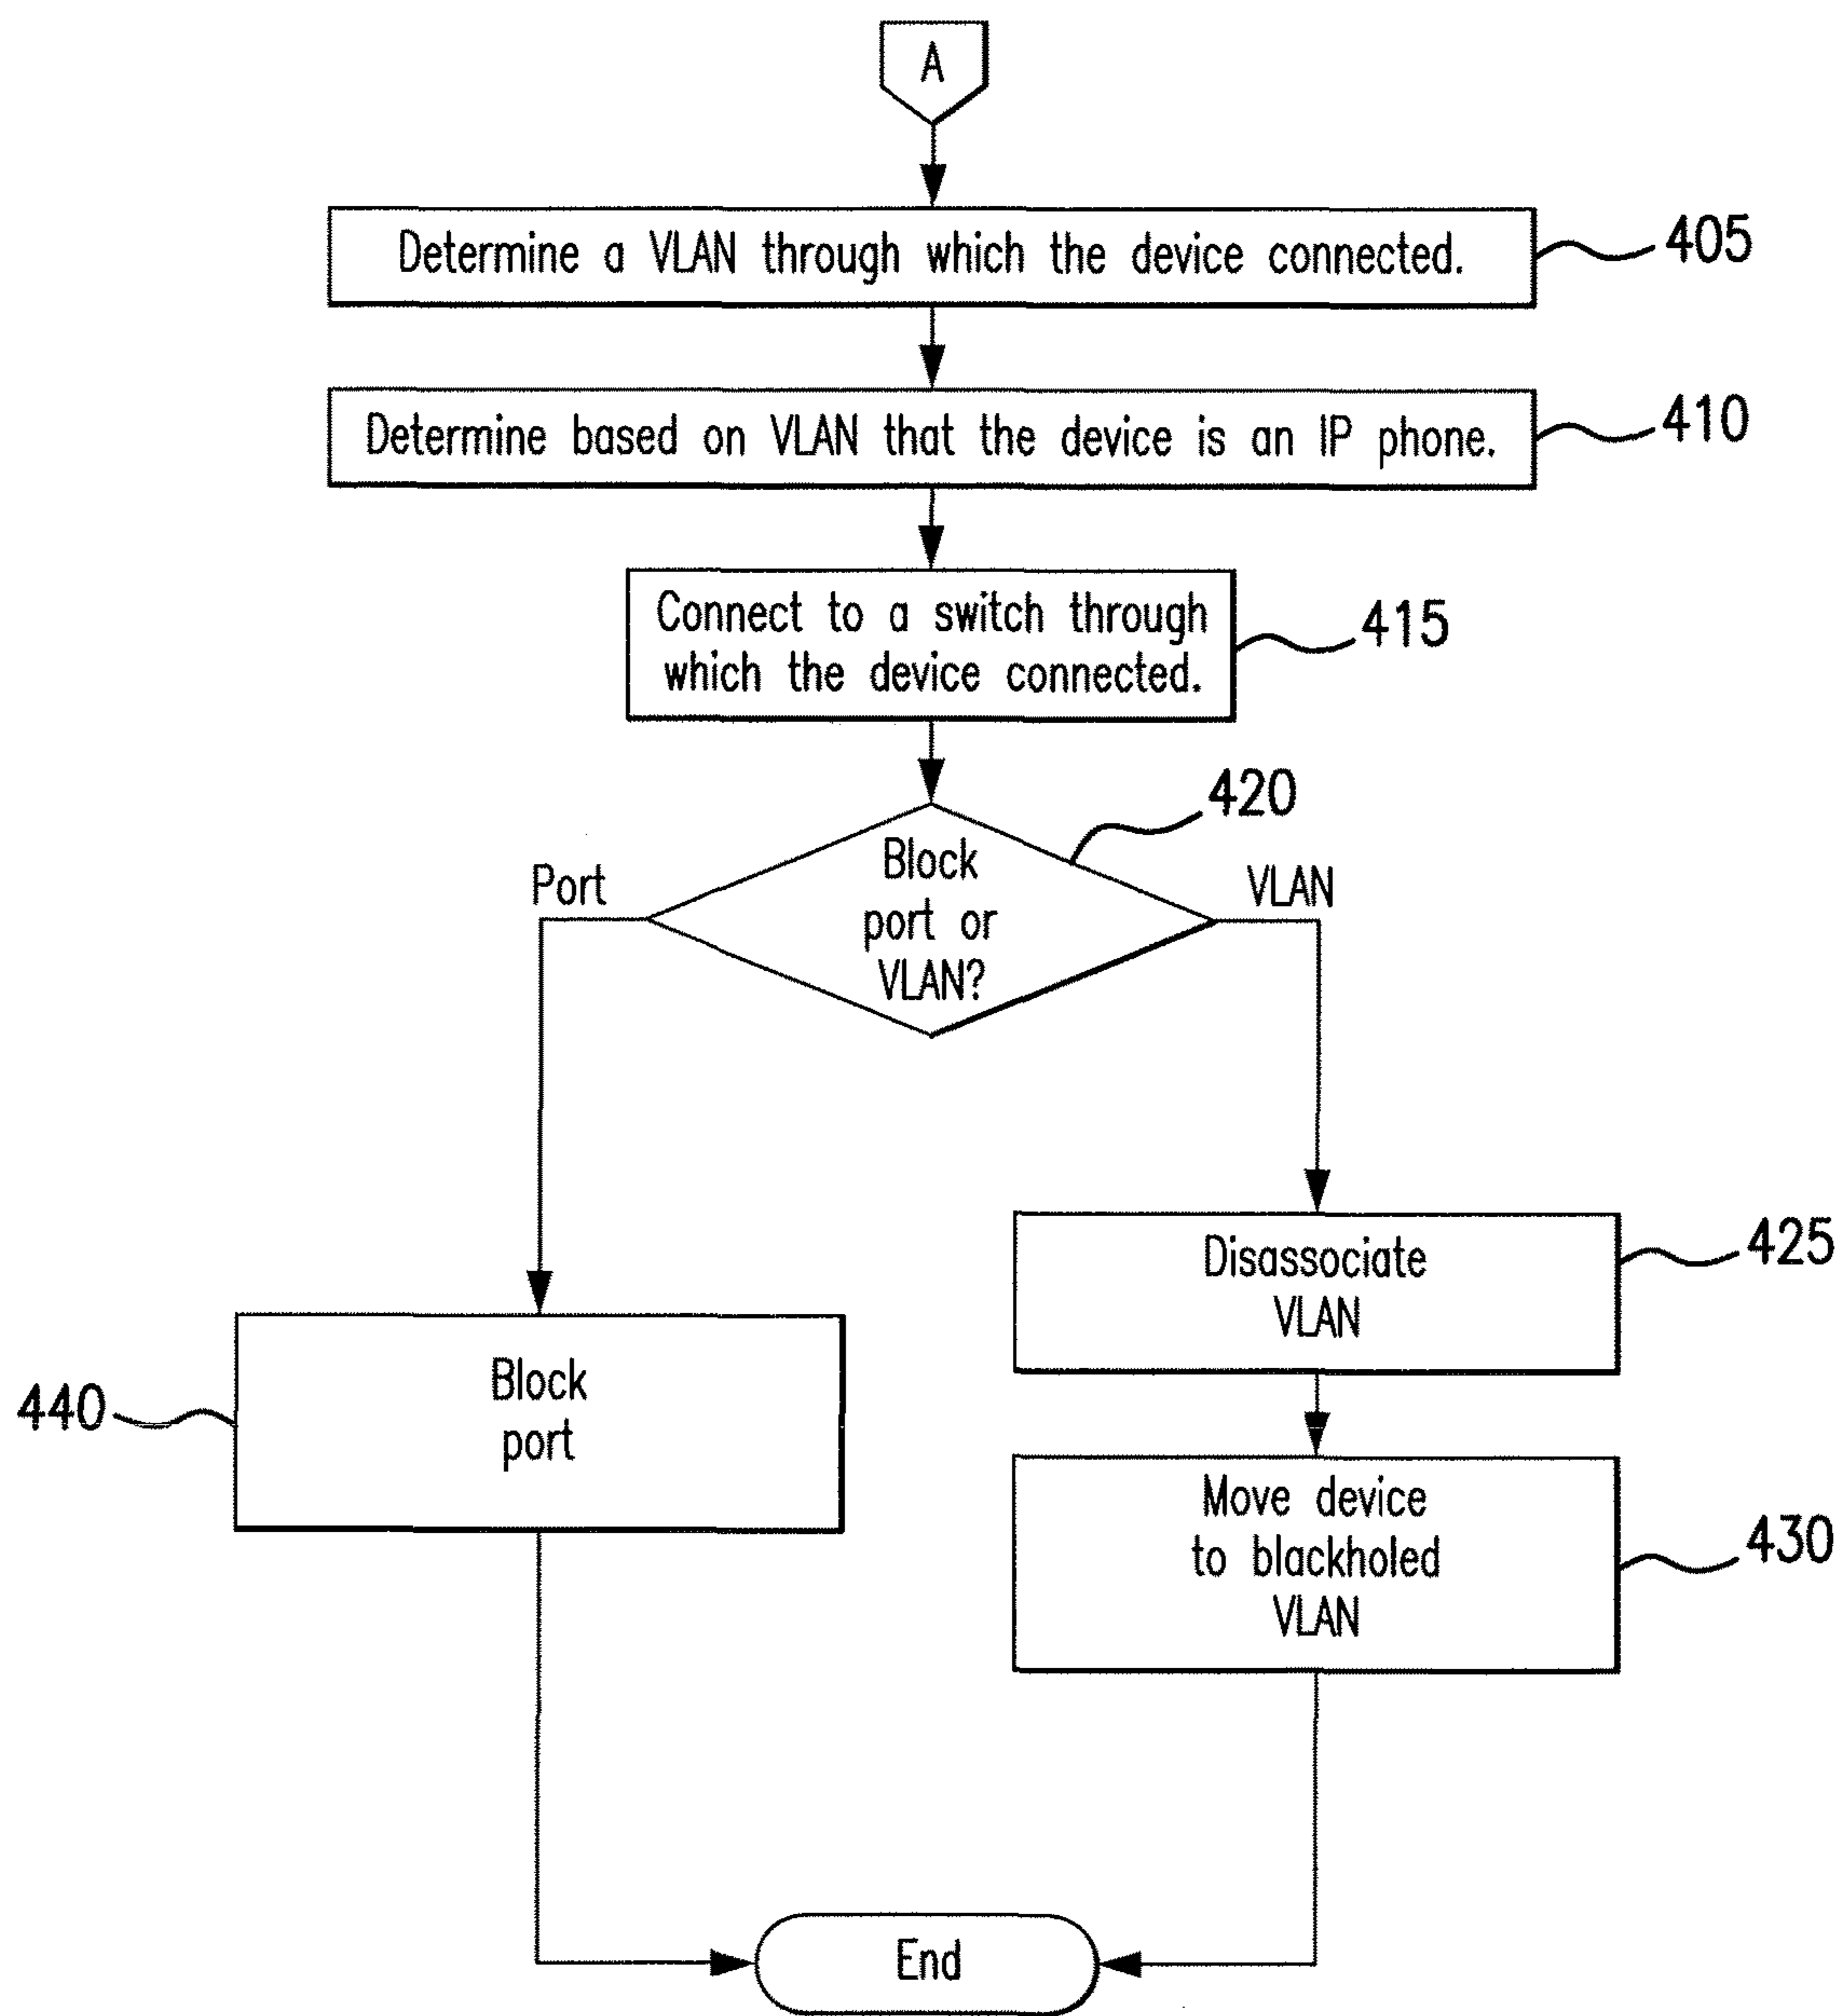 A
Determine a VLAN through which the device connected.
405
Determine based on VLAN that the device is an IP phone.
410
Connect to a switch through
which the device connected.
415
420
Block
port or
VLAN?
Port
VLAN
Disassociate
VLAN
425
Block
port
440
Move device
to blackholed
VLAN
430
End